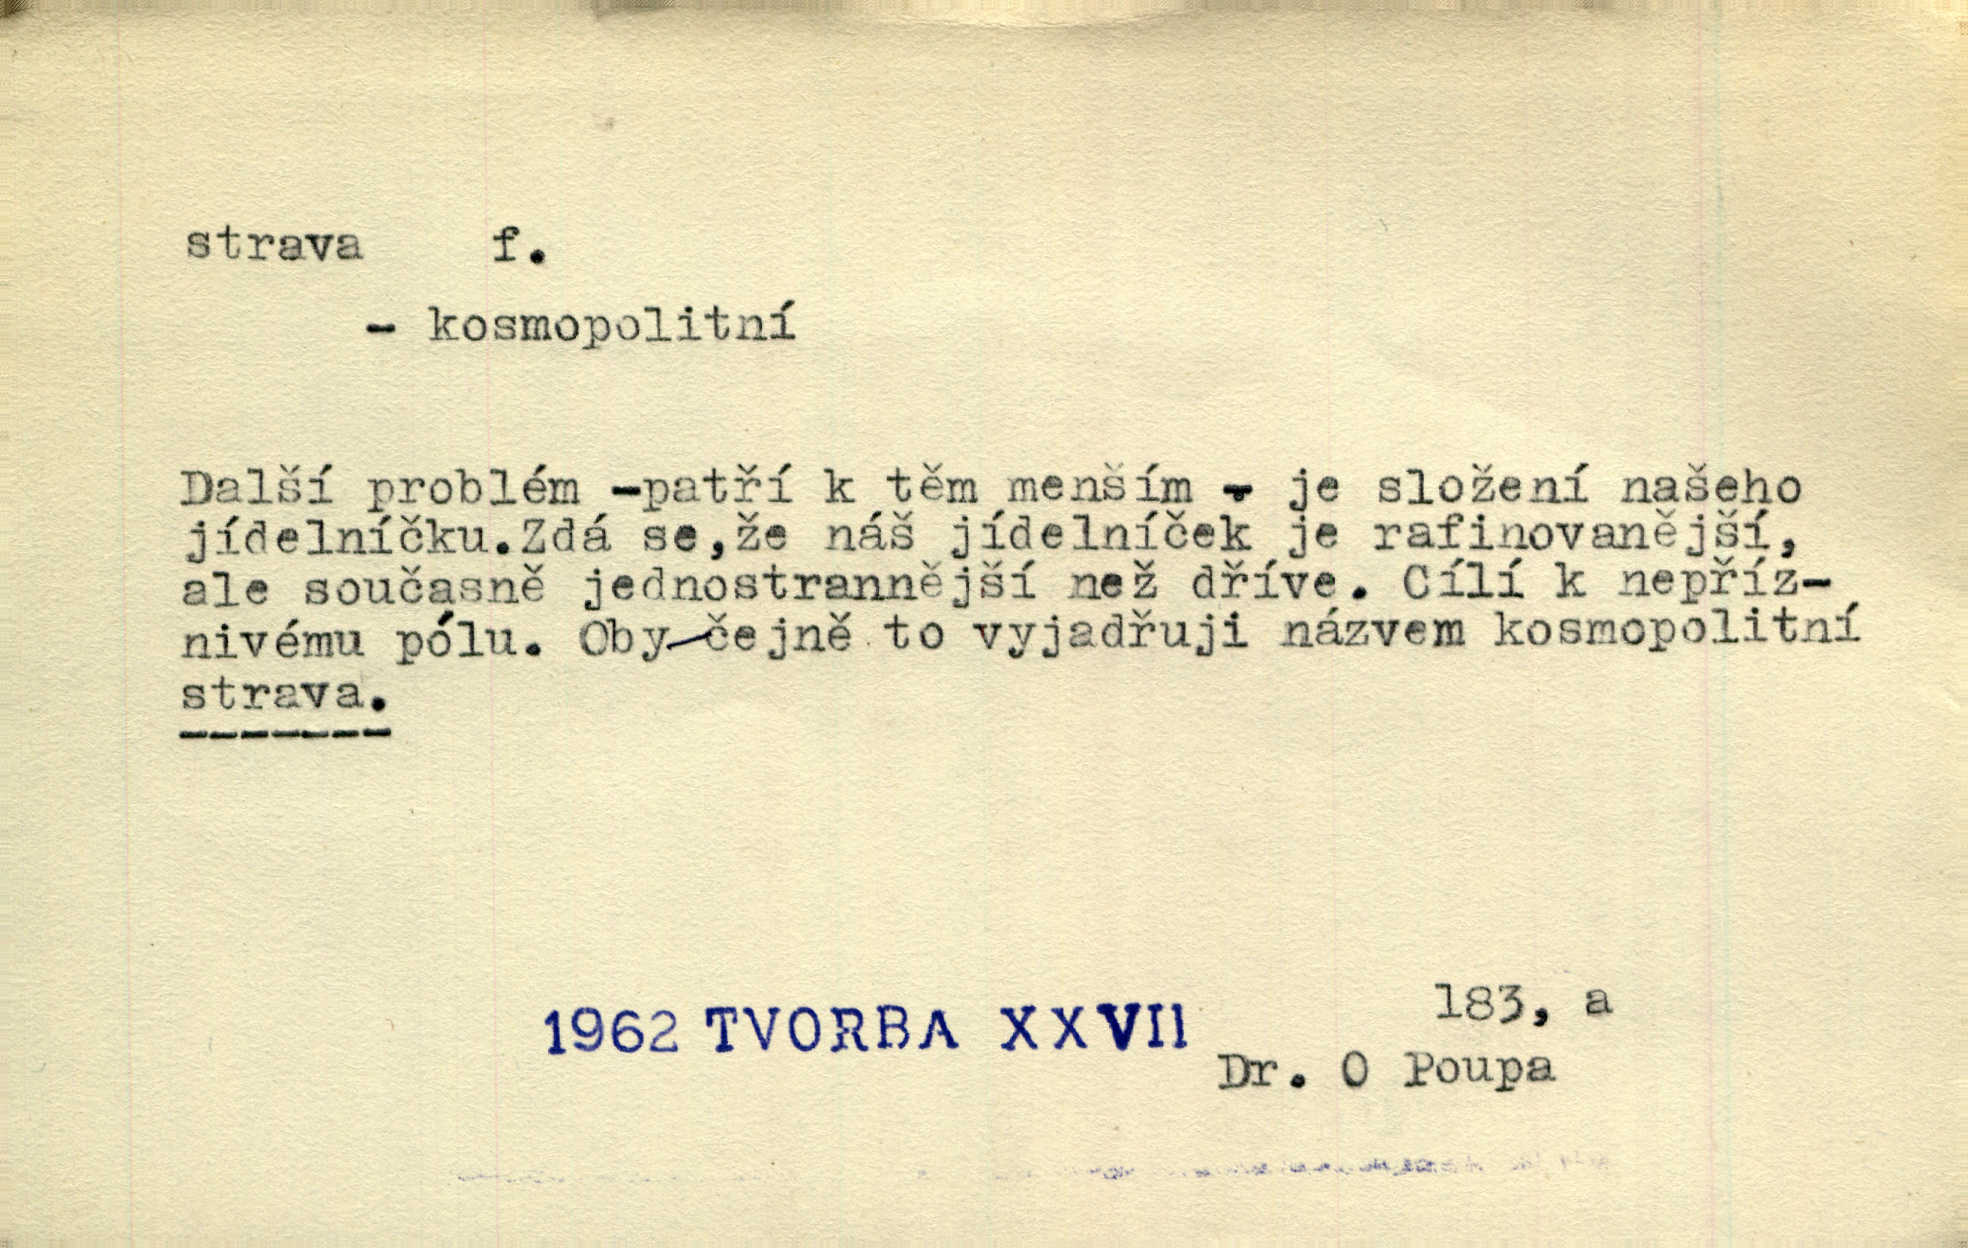 strava f.
- kosmopolitní
Další problém -patří k těm menším - je složení našeho
jídelníčku.Zdá se,že náš jídelníček je rafinovanější,
ale současně jednostrannější než dříve. Cílí k nepříz-
nivému pólu. Oby čejně to vyjadřuji názvem kosmopolitní
strava.
-------
183, a
1962 TVORBA XXVII
Dr. O Poupa